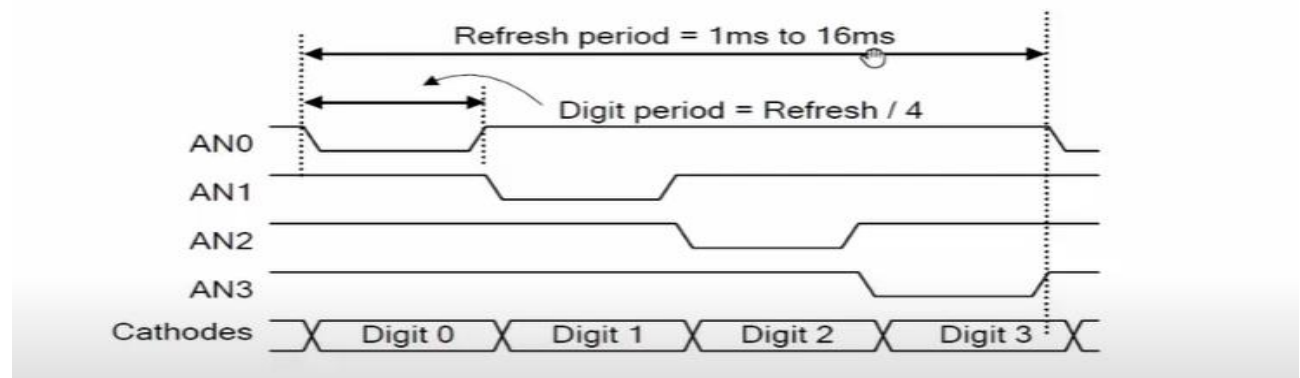 Refresh period = 1ms to 16ms
Digit period = Refresh / 4
AN0
AN1
AN2
AN3
Cathodes Digit 0 Digit 1 Digit 2 Digit 3